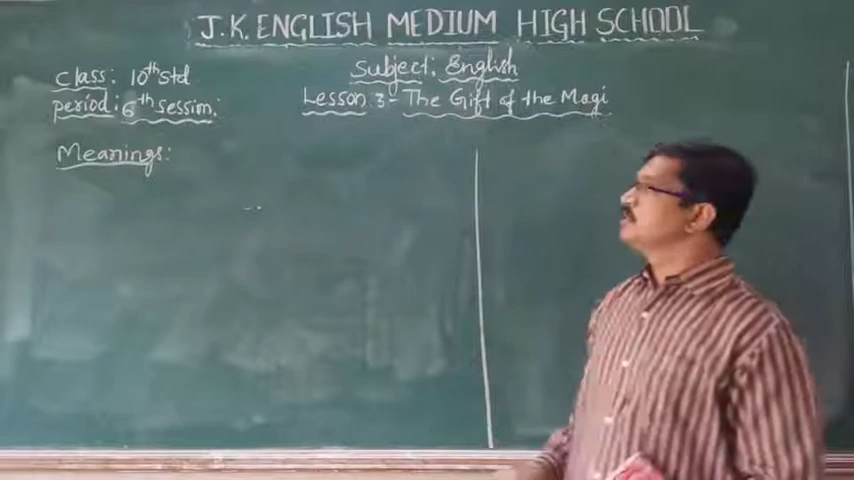 J.K. ENGLISH MEDIUM HIGH SCHOOL
Class: 10th Std
Subject: English
period: 6th Session.
Lesson 3- The Gift of the Magi
Meanings: